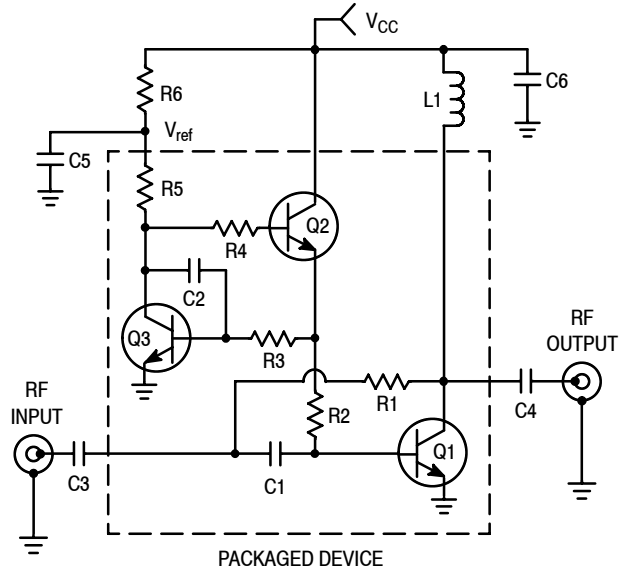 VCC
R6
L1
C6
Vref
C5
R5
Q2
R4
C2
Q3
R3
RF
OUTPUT
R1
RF
INPUT
R2
C4
Q1
C3
C1
PACKAGED DEVICE